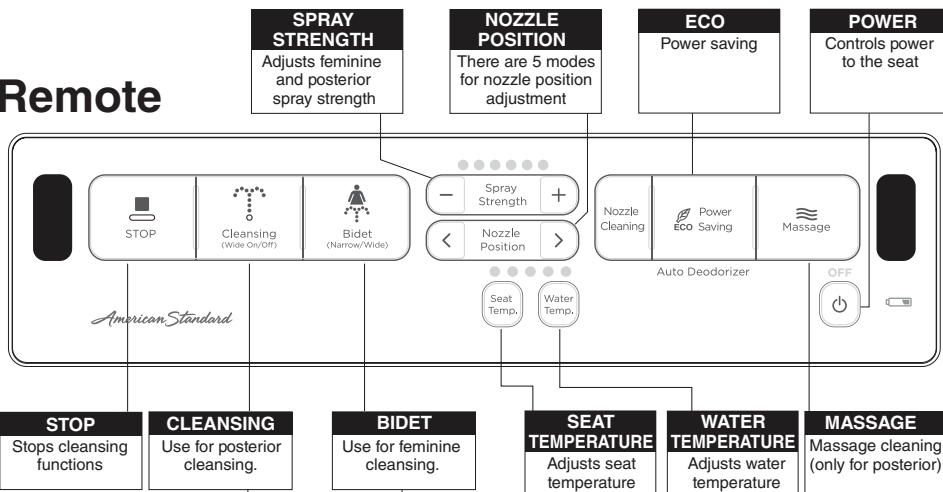 SPRAY
STRENGTH
Adjusts feminine
and posterior
spray strength
NOZZLE
POSITION
There are 5 modes
for nozzle position
adjustment
ECO
Power saving
POWER
Controls power
to the seat
Remote
STOP
Cleansing
(Wide On/Off)
Bidet
(Narrow/Wide)
Spray
Strength
Nozzle
Position
Seat
Temp.
Water
Temp.
Nozzle
Cleaning
ECO
Power
Saving
Massage
Auto Deodorizer
OFF
American Standard
STOP
Stops cleansing
functions
CLEANSING
Use for posterior
cleansing.
BIDET
Use for feminine
cleansing.
SEAT
TEMPERATURE
Adjusts seat
temperature
WATER
TEMPERATURE
Adjusts water
temperature
MASSAGE
Massage cleaning
(only for posterior)